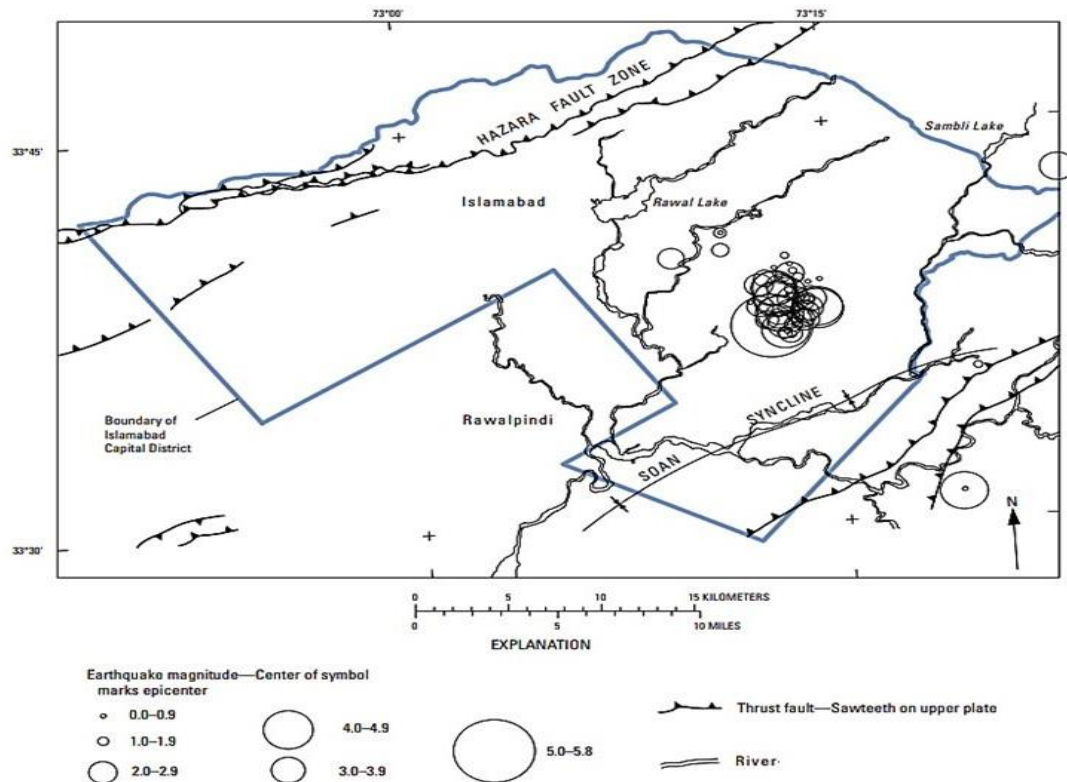 73°00'
73°15'
HAZARA FAULT ZONE
Sambli Lake
33°45'
Islamabad
Rawal Lake
Boundary of
Islamabad
Capital District
Rawalpindi
SOAN SYNCLINE
N
33°30'
0 5 10 15 KILOMETERS
0 5 10 MILES
EXPLANATION
Earthquake magnitude—Center of symbol
marks epicenter
0.0–0.9
1.0–1.9
2.0–2.9
4.0–4.9
3.0–3.9
5.0–5.8
Thrust fault—Sawteeth on upper plate
River